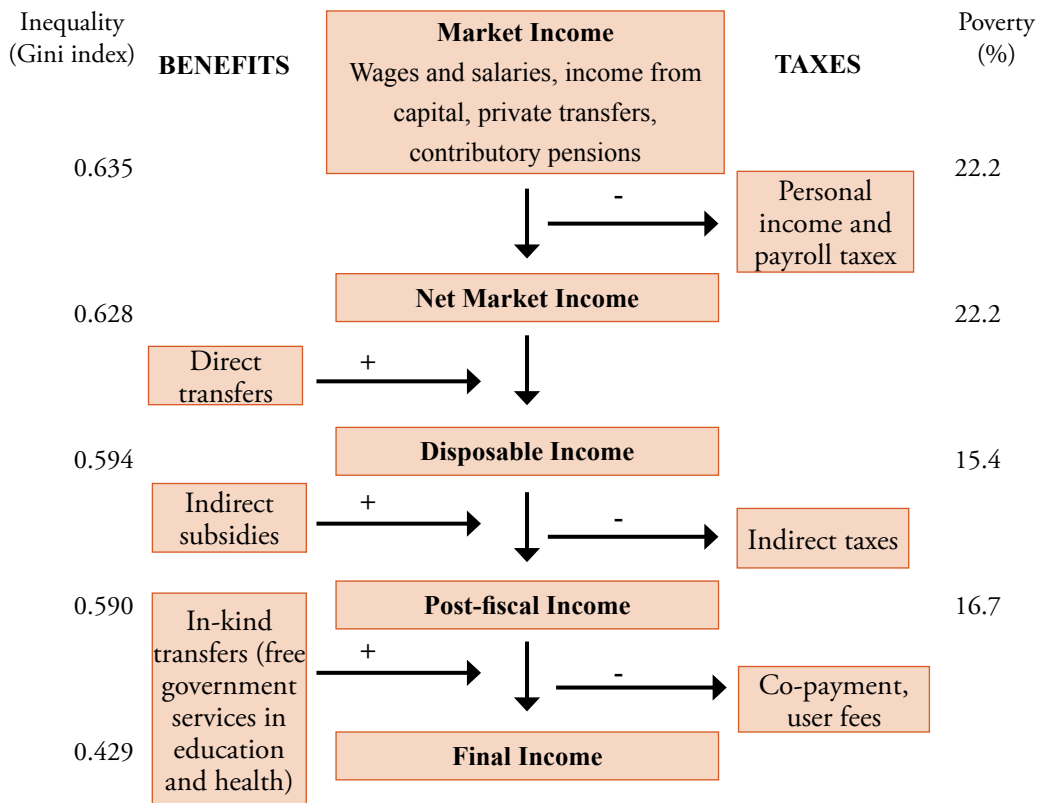 Inequality
(Gini index)
BENEFITS
Market Income
Wages and salaries, income from
capital, private transfers,
contributory pensions
TAXES
Poverty
(%)
0.635
22.2
-
Personal
income and
payroll taxex
0.628
Net Market Income
22.2
Direct
transfers
+
0.594
Disposable Income
15.4
Indirect
subsidies
+
-
Indirect taxes
0.590
Post-fiscal Income
16.7
In-kind
transfers (free
government
services in
education
and health)
+
-
Co-payment,
user fees
0.429
Final Income